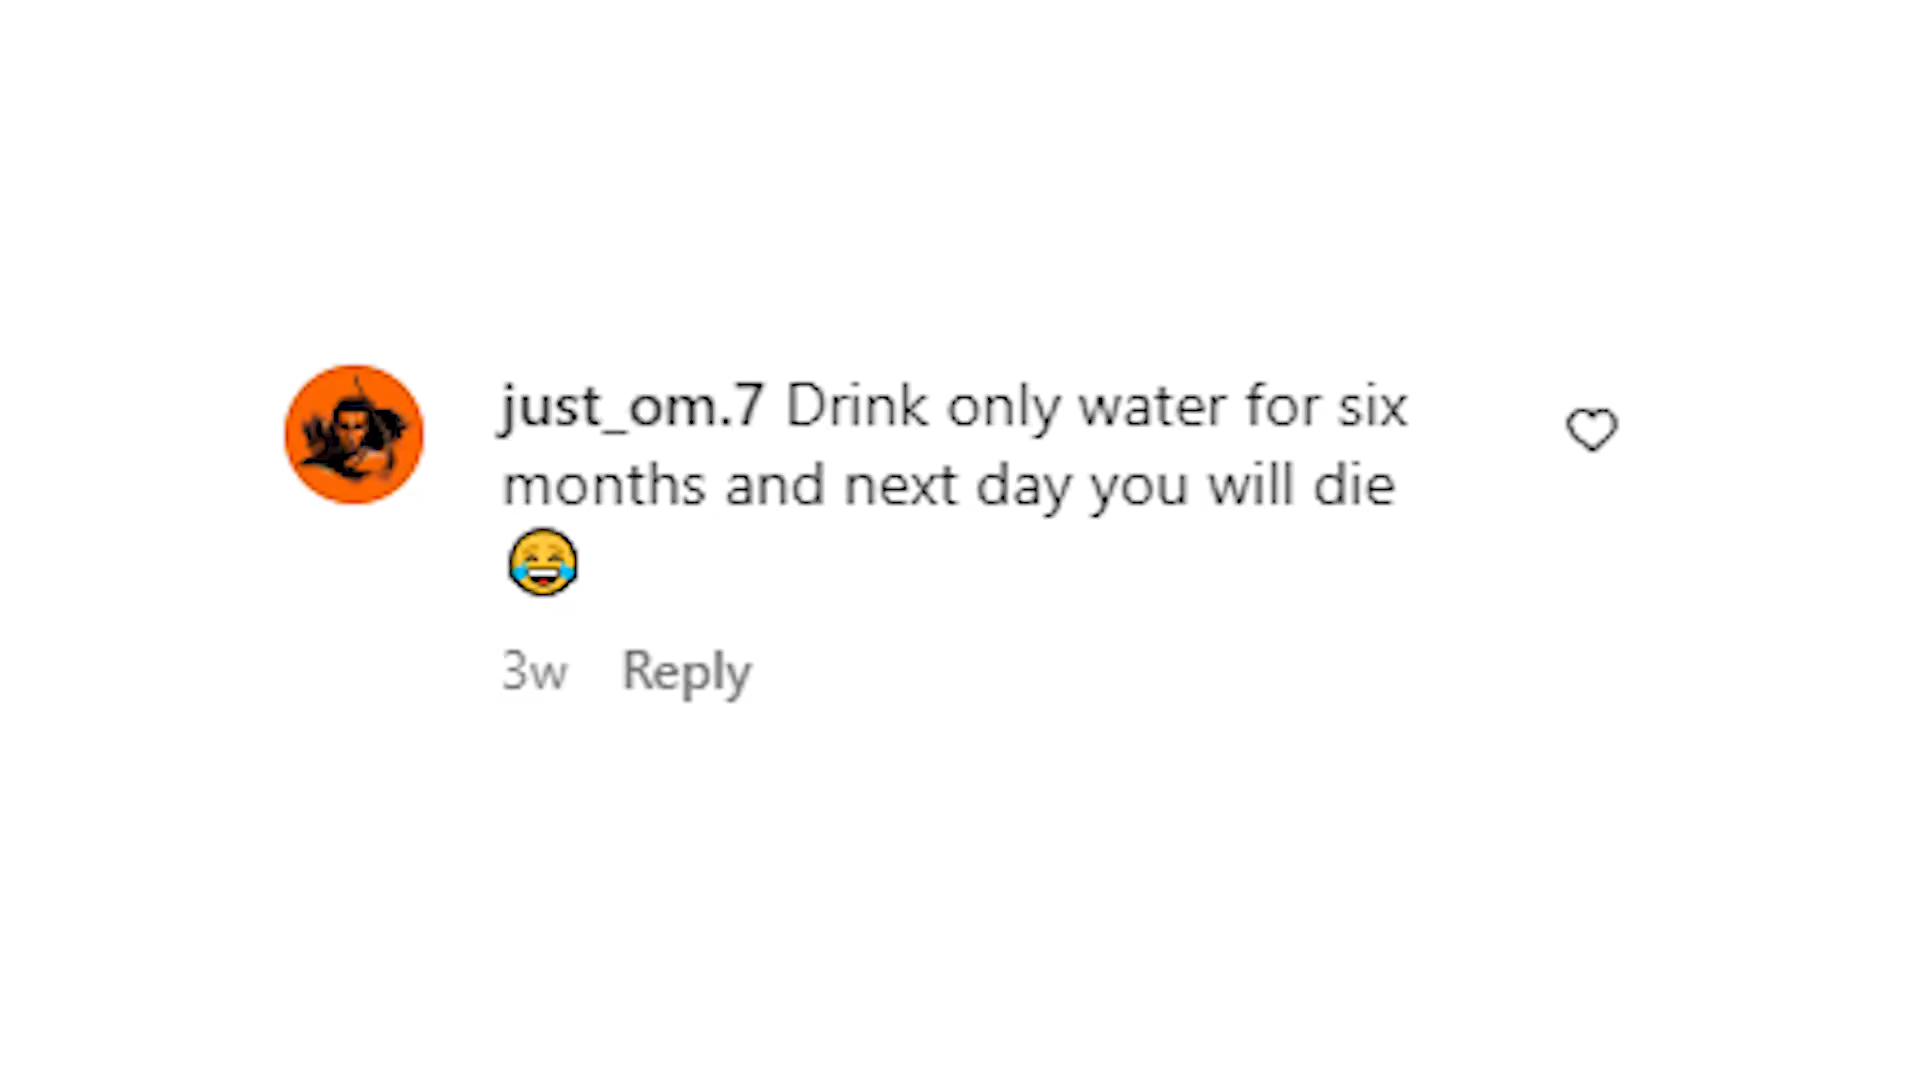 just_om.7 Drink only water for six
months and next day you will die
😂
3w Reply